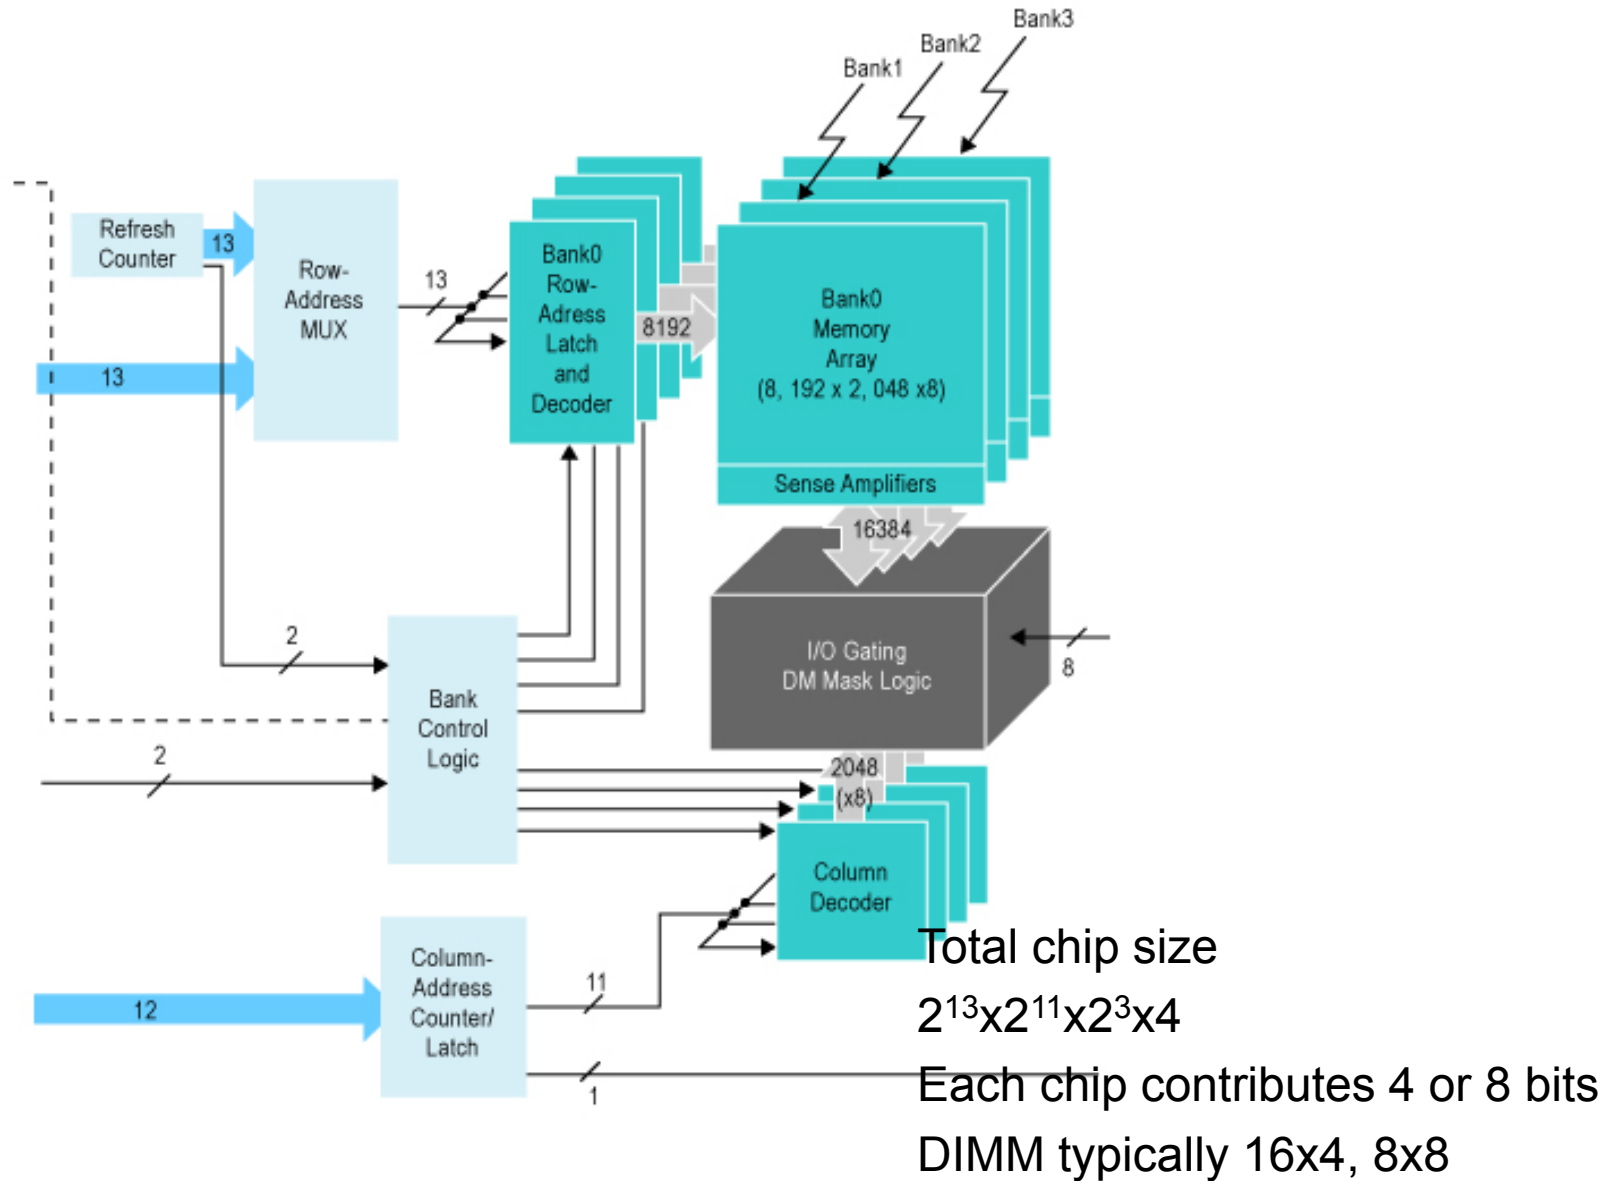 Bank3
Bank2
Bank1
Refresh
Counter
13
Row-
Address
MUX
13
13
Bank0
Row-
Adress
Latch
and
Decoder
8192
Bank0
Memory
Array
(8, 192 x 2, 048 x8)
Sense Amplifiers
16384
I/O Gating
DM Mask Logic
8
2
Bank
Control
Logic
2
2048
(x8)
Column
Decoder
Column-
Address
Counter/
Latch
12
11
1
Total chip size
2¹³x2¹¹x2³x4
Each chip contributes 4 or 8 bits
DIMM typically 16x4, 8x8